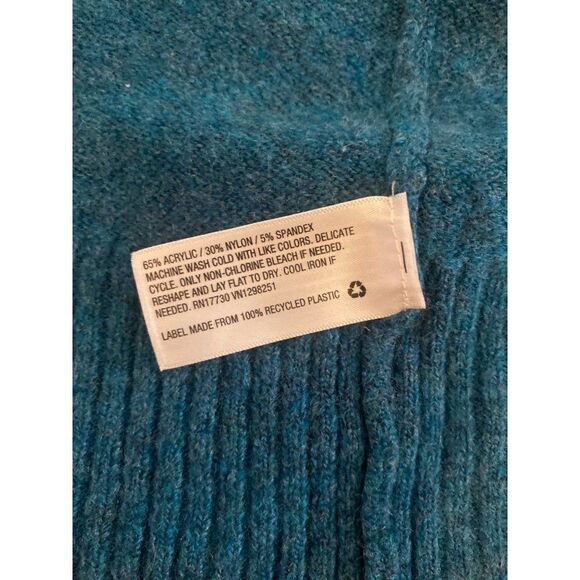 65% ACRYLIC / 30% NYLON / 5% SPANDEX
MACHINE WASH COLD WITH LIKE COLORS. DELICATE
CYCLE. ONLY NON-CHLORINE BLEACH IF NEEDED.
RESHAPE AND LAY FLAT TO DRY. COOL IRON IF
NEEDED. RN17730 VN1298251
LABEL MADE FROM 100% RECYCLED PLASTIC